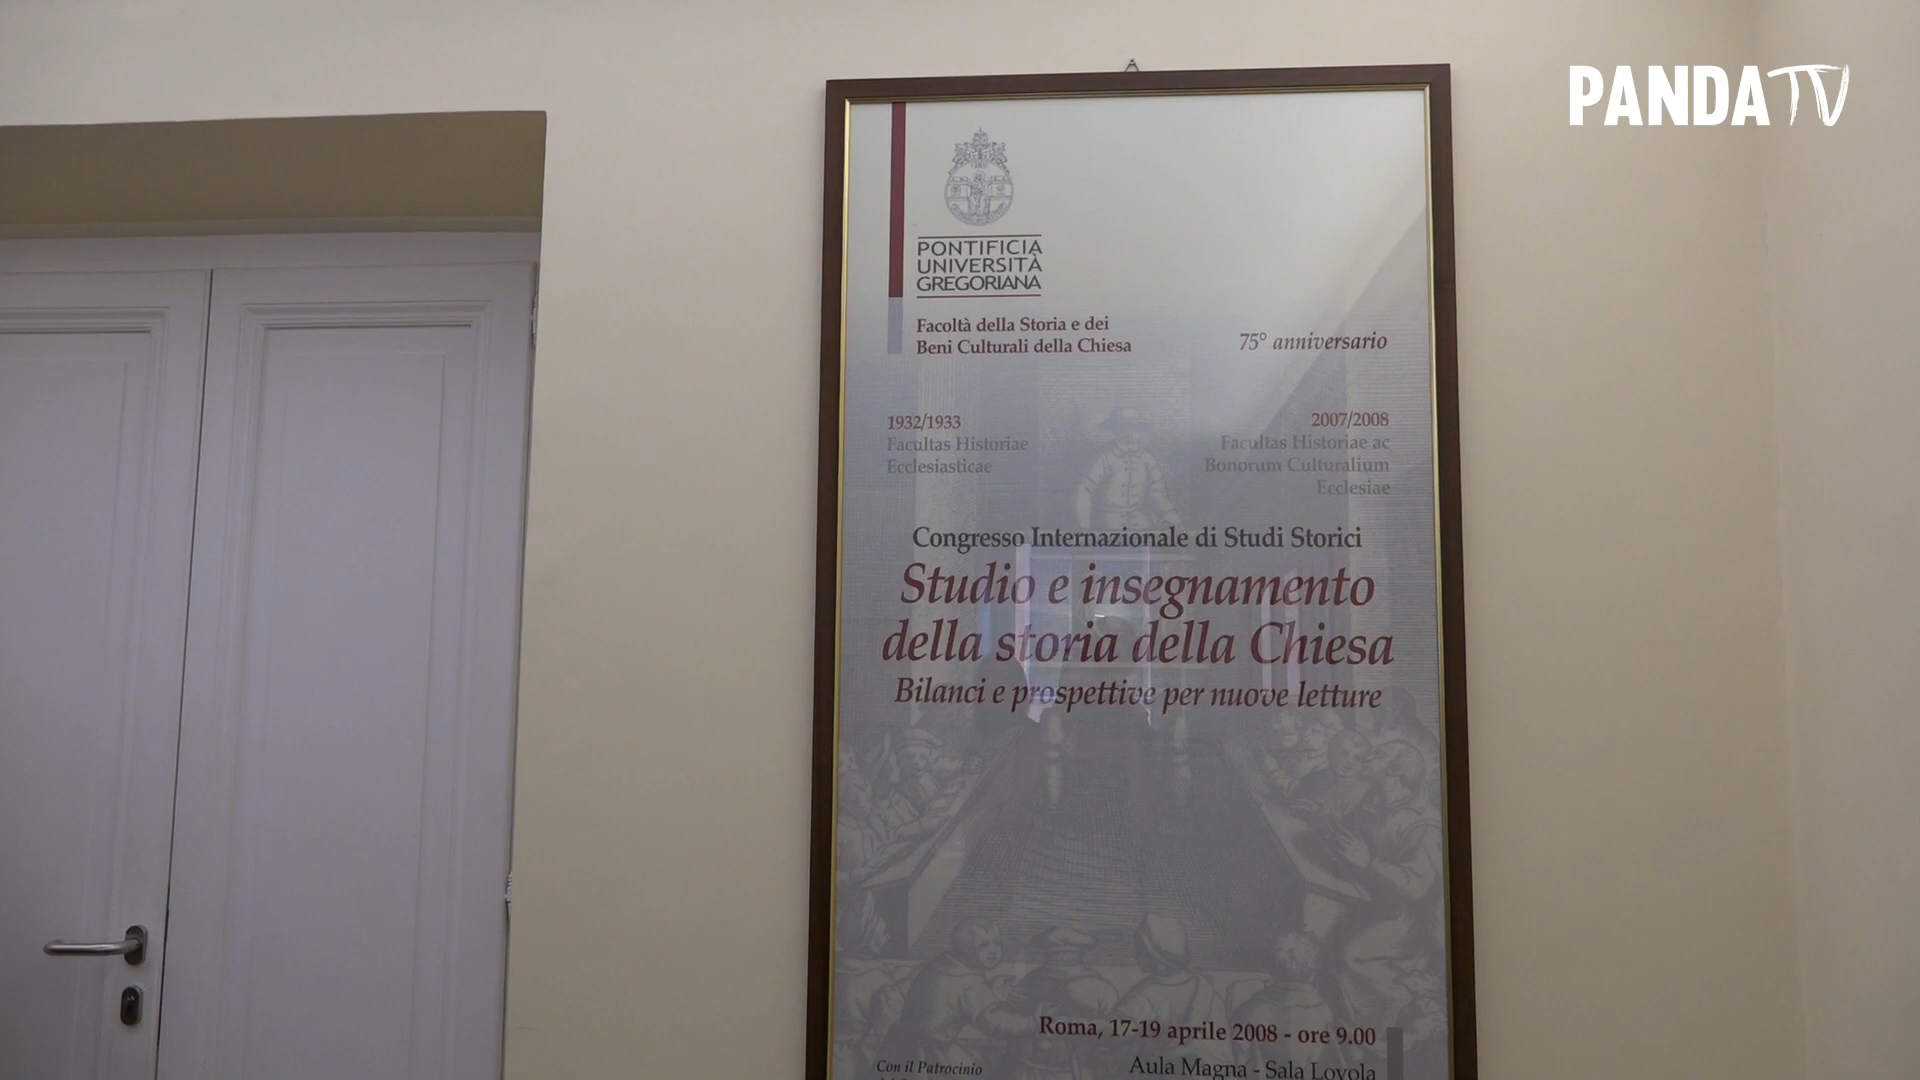 PANDA TV
PONTIFICIA
UNIVERSITÀ
GREGORIANA
Facoltà della Storia e dei
Beni Culturali della Chiesa
75° anniversario
1932/1933
Facultas Historiae
Ecclesiasticae
2007/2008
Facultas Historiae ac
Bonorum Culturalium
Ecclesiae
Congresso Internazionale di Studi Storici
Studio e insegnamento
della storia della Chiesa
Bilanci e prospettive per nuove letture
Roma, 17-19 aprile 2008 - ore 9.00
Aula Magna - Sala Loyola
Con il Patrocinio